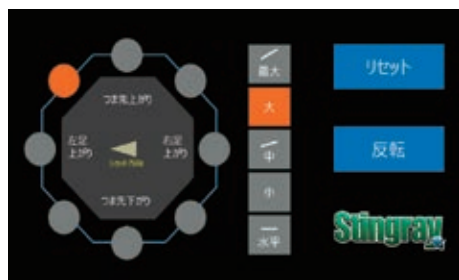 つま先上がり
左足
上がり
右足
上がり
つま先下がり
最大
大
中
小
水平
リセット
反転
Stingray